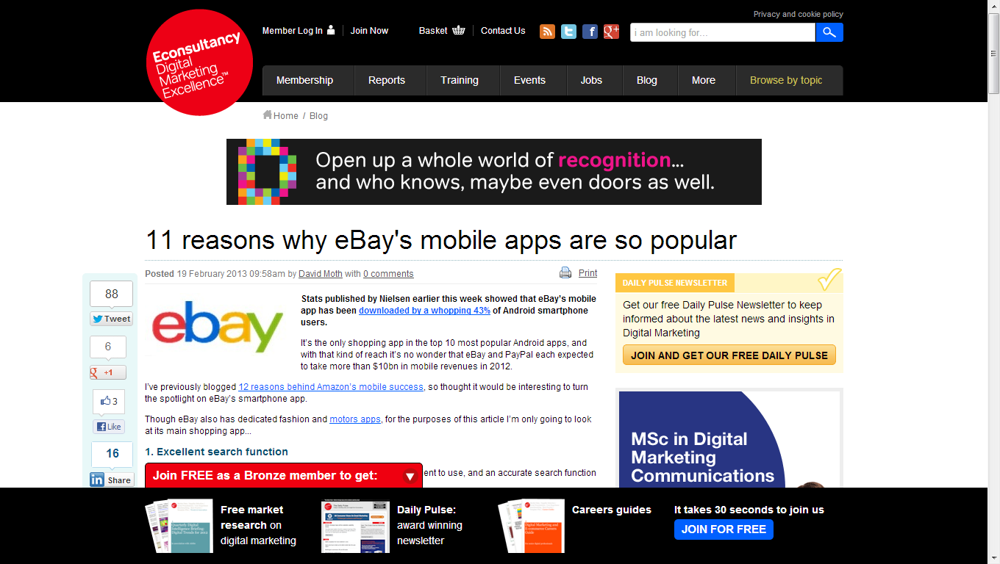 Privacy and cookie policy
Econsultancy
Digital
Marketing
Excellence™
Member Log In
Join Now
Basket
Contact Us
i am looking for...
Membership
Reports
Training
Events
Jobs
Blog
More
Browse by topic
Home / Blog
Open up a whole world of recognition...
and who knows, maybe even doors as well.
11 reasons why eBay's mobile apps are so popular
Posted 19 February 2013 09:58am by David Moth with 0 comments
Print
88
Tweet
6
+1
3
Like
16
Share
ebay
Stats published by Nielsen earlier this week showed that eBay's mobile
app has been downloaded by a whopping 43% of Android smartphone
users.
It's the only shopping app in the top 10 most popular Android apps, and
with that kind of reach it's no wonder that eBay and PayPal each expected
to take more than $10bn in mobile revenues in 2012.
I've previously blogged 12 reasons behind Amazon's mobile success, so thought it would be interesting to turn
the spotlight on eBay's smartphone app.
Though eBay also has dedicated fashion and motors apps, for the purposes of this article I'm only going to look
at its main shopping app...
1. Excellent search function
ent to use, and an accurate search function
Join FREE as a Bronze member to get:
DAILY PULSE NEWSLETTER
Get our free Daily Pulse Newsletter to keep
informed about the latest news and insights in
Digital Marketing
JOIN AND GET OUR FREE DAILY PULSE
MSc in Digital
Marketing
Communications
Free market
research on
digital marketing
Daily Pulse:
award winning
newsletter
Careers guides
It takes 30 seconds to join us
JOIN FOR FREE